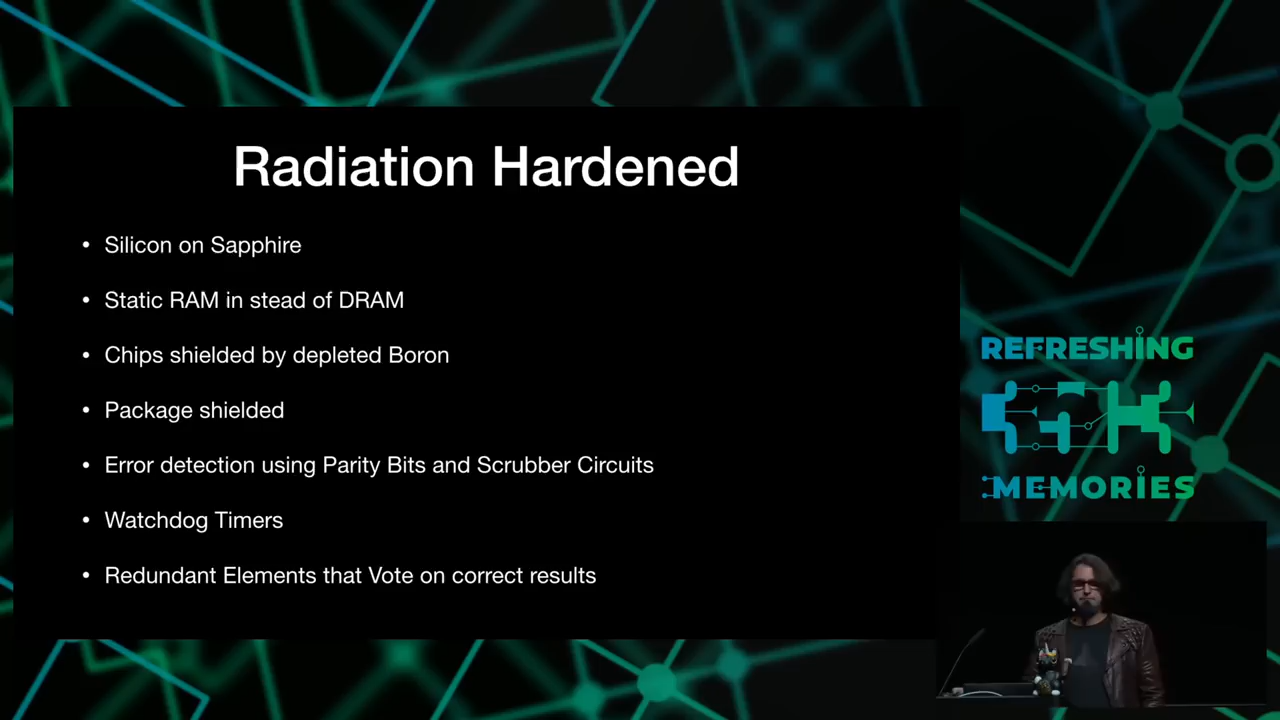 Radiation Hardened
• Silicon on Sapphire
• Static RAM in stead of DRAM
• Chips shielded by depleted Boron
• Package shielded
• Error detection using Parity Bits and Scrubber Circuits
• Watchdog Timers
• Redundant Elements that Vote on correct results
REFRESHING
35K
MEMORIES